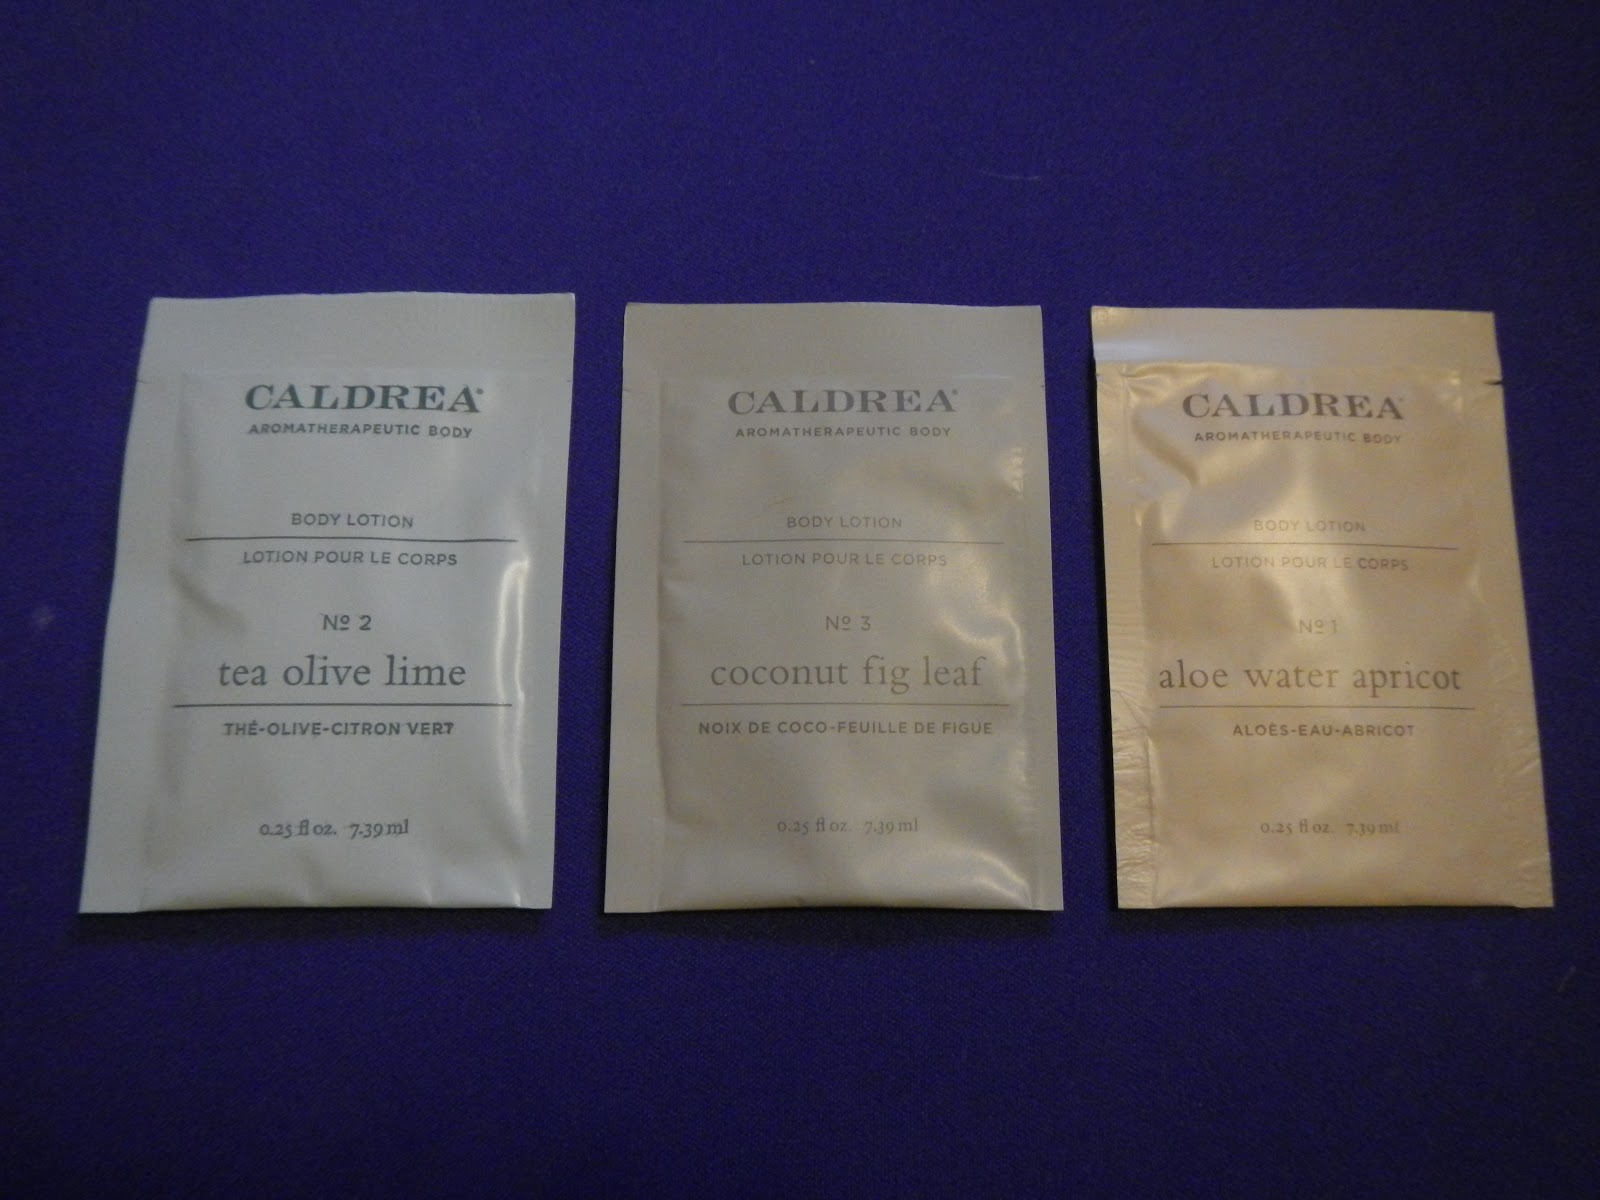 CALDREA®
AROMATHERAPEUTIC BODY
BODY LOTION
LOTION POUR LE CORPS
Nº 2
tea olive lime
THÉ-OLIVE-CITRON VERT
0.25 fl oz. 7.39 ml
CALDREA®
AROMATHERAPEUTIC BODY
BODY LOTION
LOTION POUR LE CORPS
Nº 3
coconut fig leaf
NOIX DE COCO-FEUILLE DE FIGUE
0.25 fl oz. 7.39 ml
CALDREA®
AROMATHERAPEUTIC BODY
BODY LOTION
LOTION POUR LE CORPS
Nº 1
aloe water apricot
ALOÈS-EAU-ABRICOT
0.25 fl oz. 7.39 ml